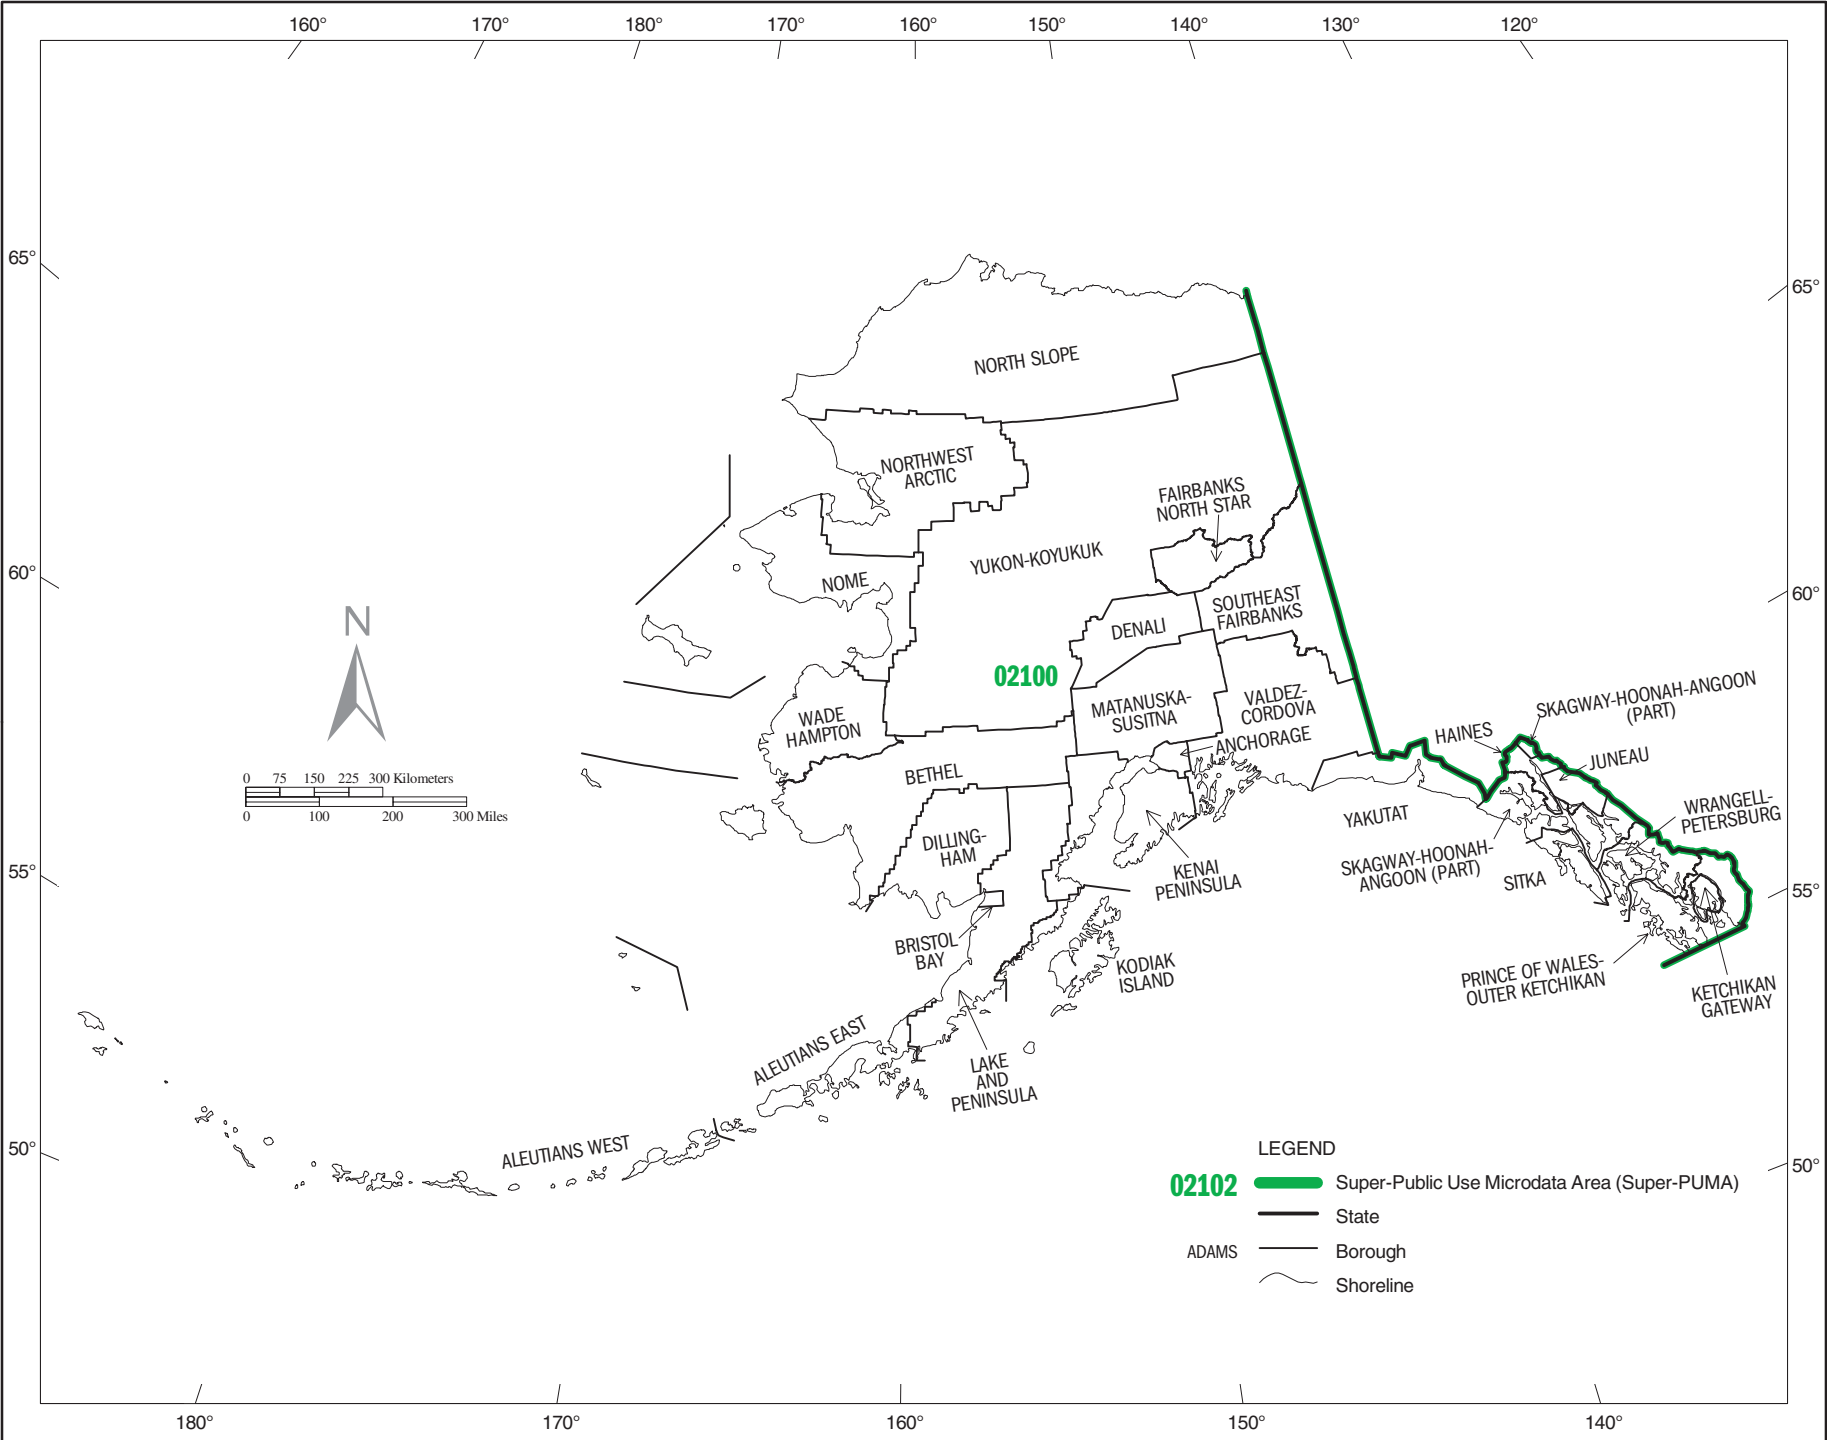 160°
170°
180°
170°
160°
150°
140°
130°
120°
65°
65°
NORTH SLOPE
NORTHWEST
ARCTIC
FAIRBANKS
NORTH STAR
YUKON-KOYUKUK
NOME
60°
60°
SOUTHEAST
FAIRBANKS
DENALI
N
02100
MATANUSKA-
SUSITNA
VALDEZ-
CORDOVA
WADE
HAMPTON
ANCHORAGE
SKAGWAY-HOONAH-ANGOON
(PART)
HAINES
JUNEAU
BETHEL
0 75 150 225 300 Kilometers
0 100 200 300 Miles
YAKUTAT
WRANGELL-
PETERSBURG
DILLING-
HAM
KENAI
PENINSULA
SKAGWAY-HOONAH-
ANGOON (PART)
SITKA
55°
55°
BRISTOL
BAY
KODIAK
ISLAND
PRINCE OF WALES-
OUTER KETCHIKAN
KETCHIKAN
GATEWAY
ALEUTIANS EAST
LAKE
AND
PENINSULA
ALEUTIANS WEST
50°
50°
LEGEND
02102 Super-Public Use Microdata Area (Super-PUMA)
State
ADAMS Borough
Shoreline
180°
170°
160°
150°
140°